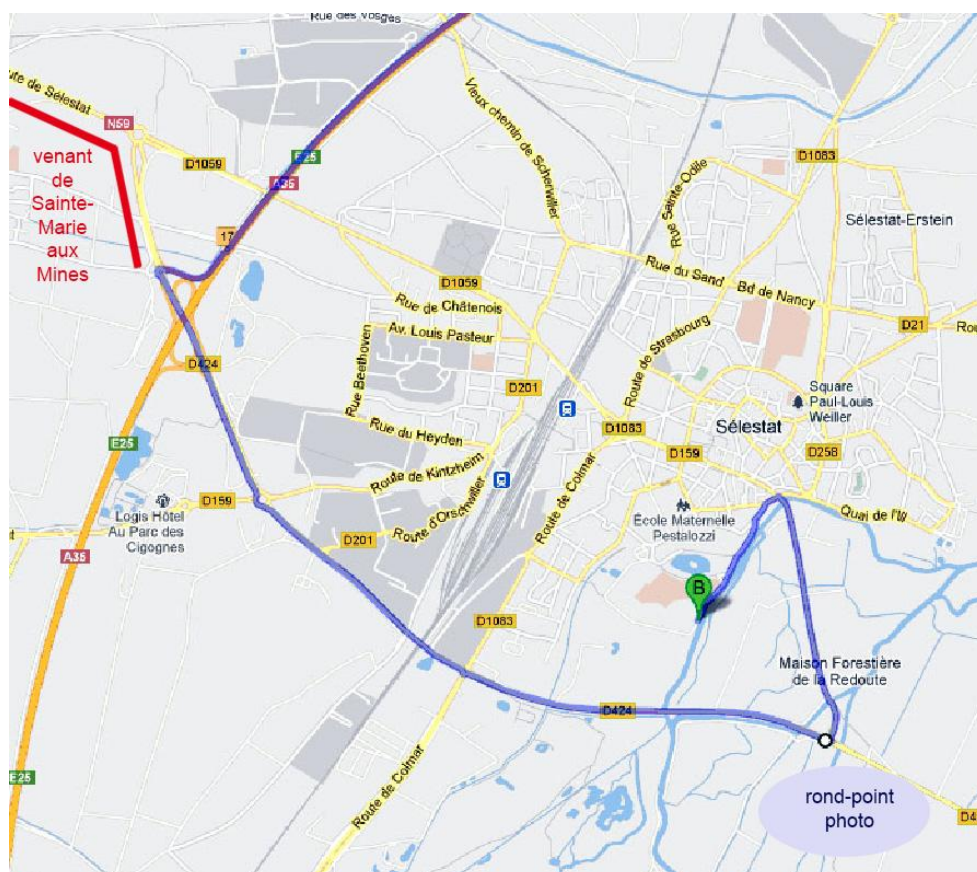 Rue des Vosges
ute de Sélestat
N59
venant
de
Sainte-
Marie
aux
Mines
D1059
E25
A35
17
Vieux chemin de Scherwiller
D1083
Rue Sainte-Odile
Sélestat-Erstein
Rue du Sand
Bd de Nancy
D21
Rou
D1059
Rue de Châtenois
Av. Louis Pasteur
Rue Beethoven
Route de Strasbourg
D424
D201
Square
Paul-Louis
Weiller
Rue du Heyden
D1083
Sélestat
E25
D159
D258
Route de Kintzheim
D159
Logis Hôtel
Au Parc des
Cigognes
Route d'Orschwiller
Route de Colmar
École Maternelle
Pestalozzi
Quai de l'Ill
D201
A35
B
D1083
Maison Forestière
de la Redoute
D424
E25
Route de Colmar
rond-point
photo
D4